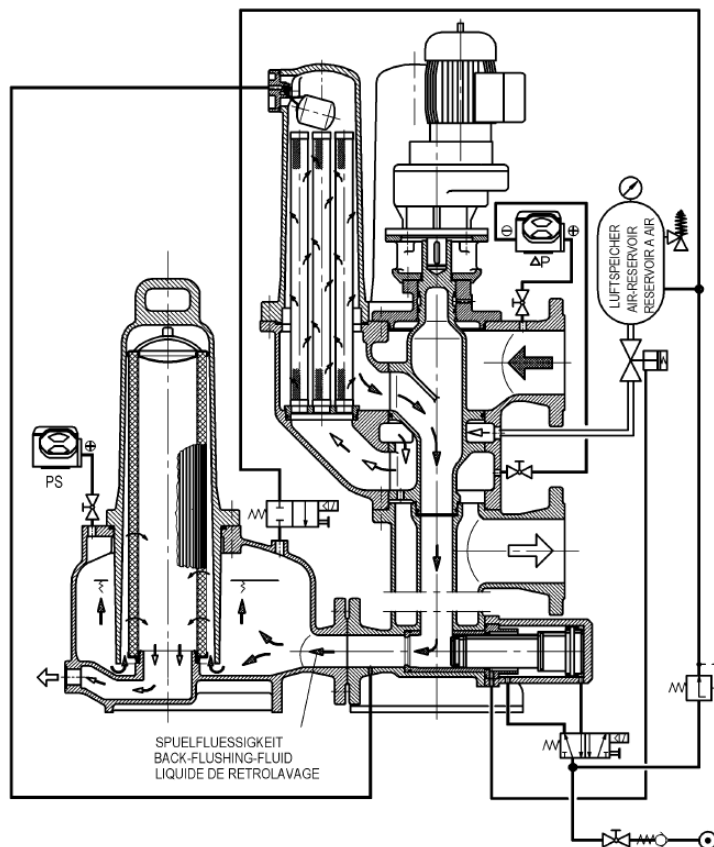 ΔP
LUFTSPEICHER
AIR-RESERVOIR
RESERVOIR A AIR
PS
SPUELFLUESSIGKEIT
BACK-FLUSHING-FLUID
LIQUIDE DE RETROLAVAGE